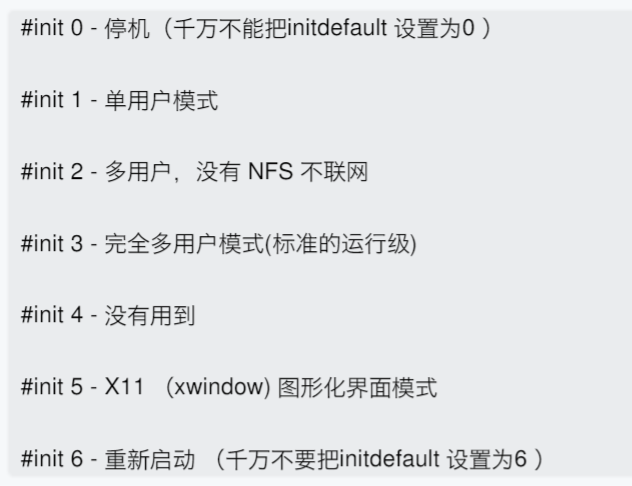 #init 0 - 停机（千万不能把initdefault 设置为0 ）
#init 1 - 单用户模式
#init 2 - 多用户，没有 NFS 不联网
#init 3 - 完全多用户模式(标准的运行级)
#init 4 - 没有用到
#init 5 - X11 （xwindow) 图形化界面模式
#init 6 - 重新启动 （千万不要把initdefault 设置为6 ）